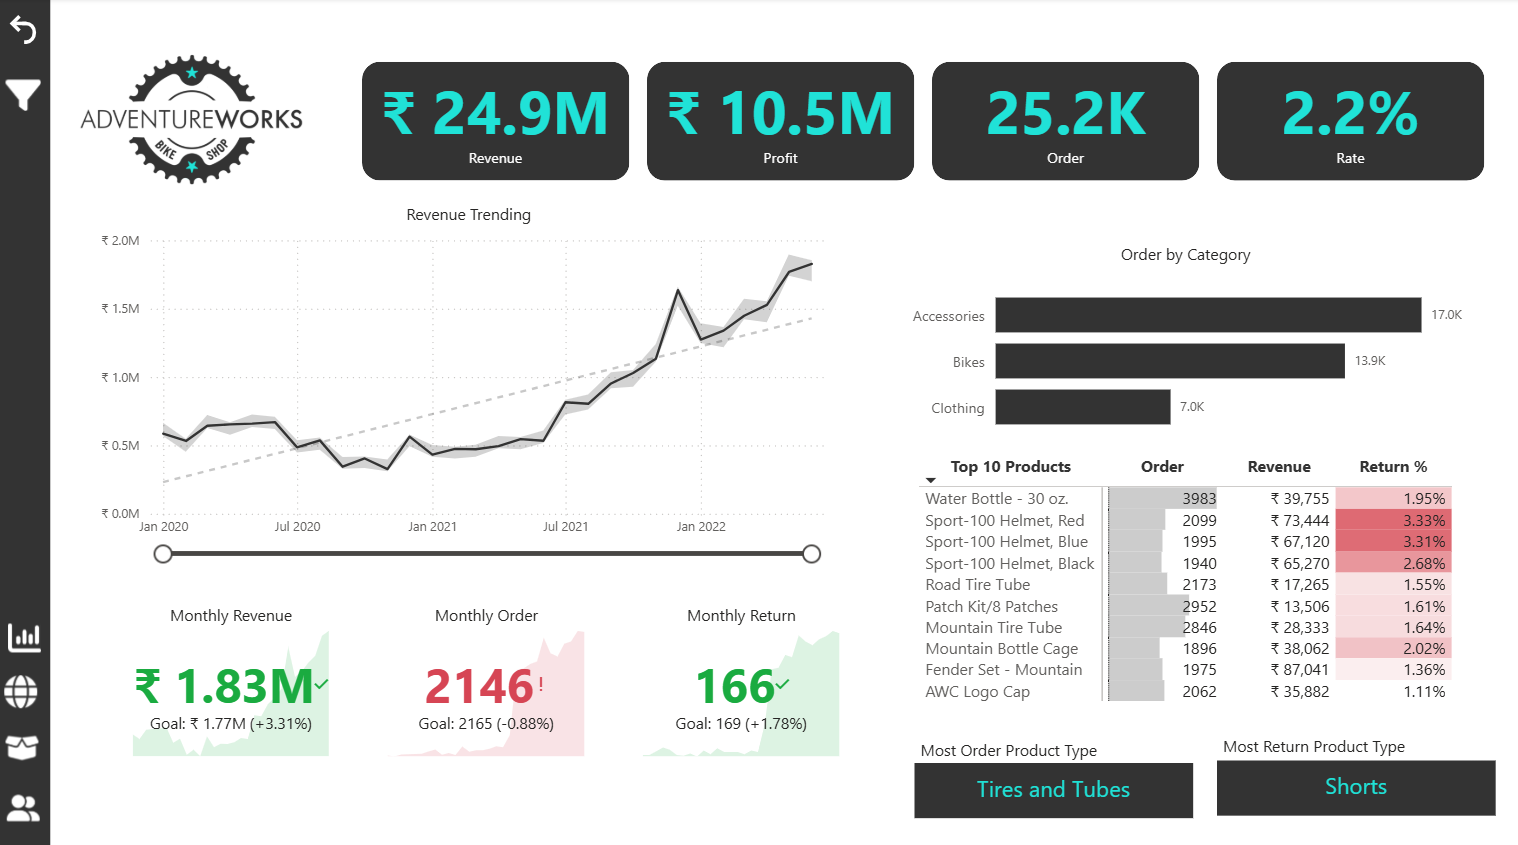 ADVENTUREWORKS
BIKE SHOP
₹ 24.9M
Revenue
₹ 10.5M
Profit
25.2K
Order
2.2%
Rate
Revenue Trending
₹ 2.0M
₹ 1.5M
₹ 1.0M
₹ 0.5M
₹ 0.0M
Jan 2020 Jul 2020 Jan 2021 Jul 2021 Jan 2022
Order by Category
Accessories 17.0K
Bikes 13.9K
Clothing 7.0K
Top 10 Products Order Revenue Return %
Water Bottle - 30 oz. 3983 ₹ 39,755 1.95%
Sport-100 Helmet, Red 2099 ₹ 73,444 3.33%
Sport-100 Helmet, Blue 1995 ₹ 67,120 3.31%
Sport-100 Helmet, Black 1940 ₹ 65,270 2.68%
Road Tire Tube 2173 ₹ 17,265 1.55%
Patch Kit/8 Patches 2952 ₹ 13,506 1.61%
Mountain Tire Tube 2846 ₹ 28,333 1.64%
Mountain Bottle Cage 1896 ₹ 38,062 2.02%
Fender Set - Mountain 1975 ₹ 87,041 1.36%
AWC Logo Cap 2062 ₹ 35,882 1.11%
Monthly Revenue
₹ 1.83M
Goal: ₹ 1.77M (+3.31%)
Monthly Order
2146!
Goal: 2165 (-0.88%)
Monthly Return
166
Goal: 169 (+1.78%)
Most Order Product Type
Tires and Tubes
Most Return Product Type
Shorts